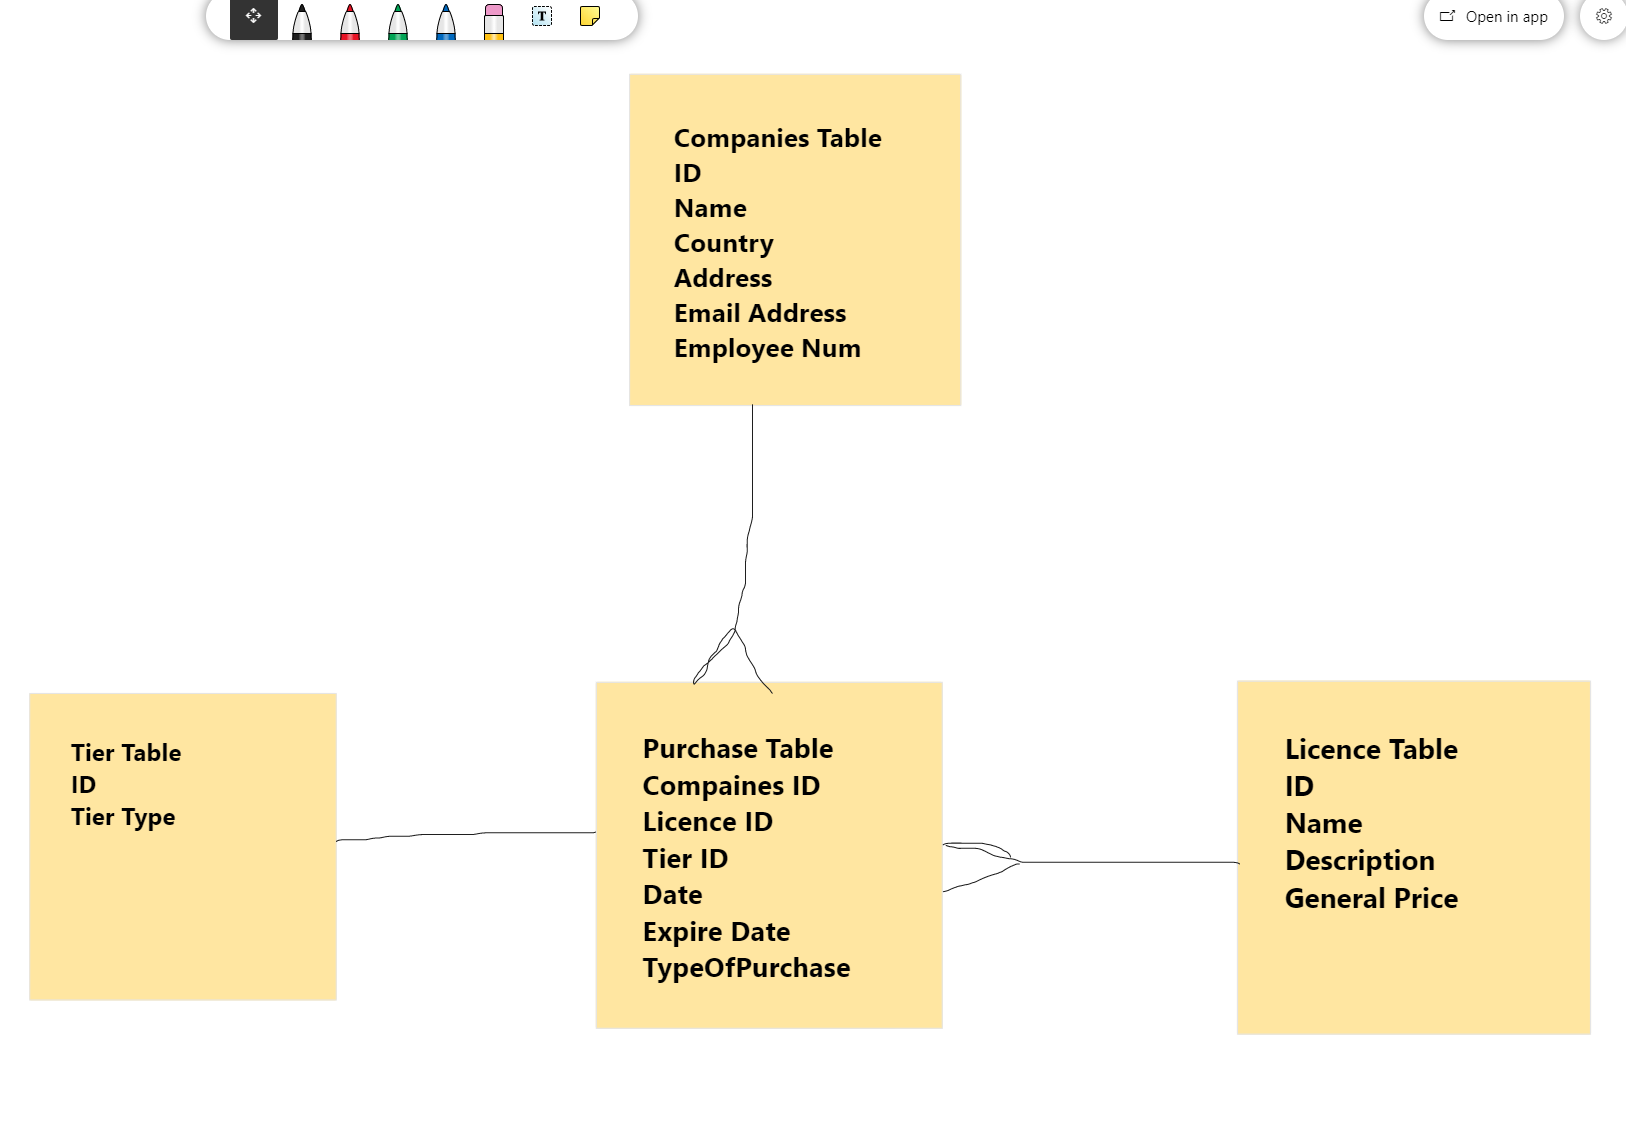 T
Open in app
Companies Table
ID
Name
Country
Address
Email Address
Employee Num
Tier Table
ID
Tier Type
Purchase Table
Compaines ID
Licence ID
Tier ID
Date
Expire Date
TypeOfPurchase
Licence Table
ID
Name
Description
General Price